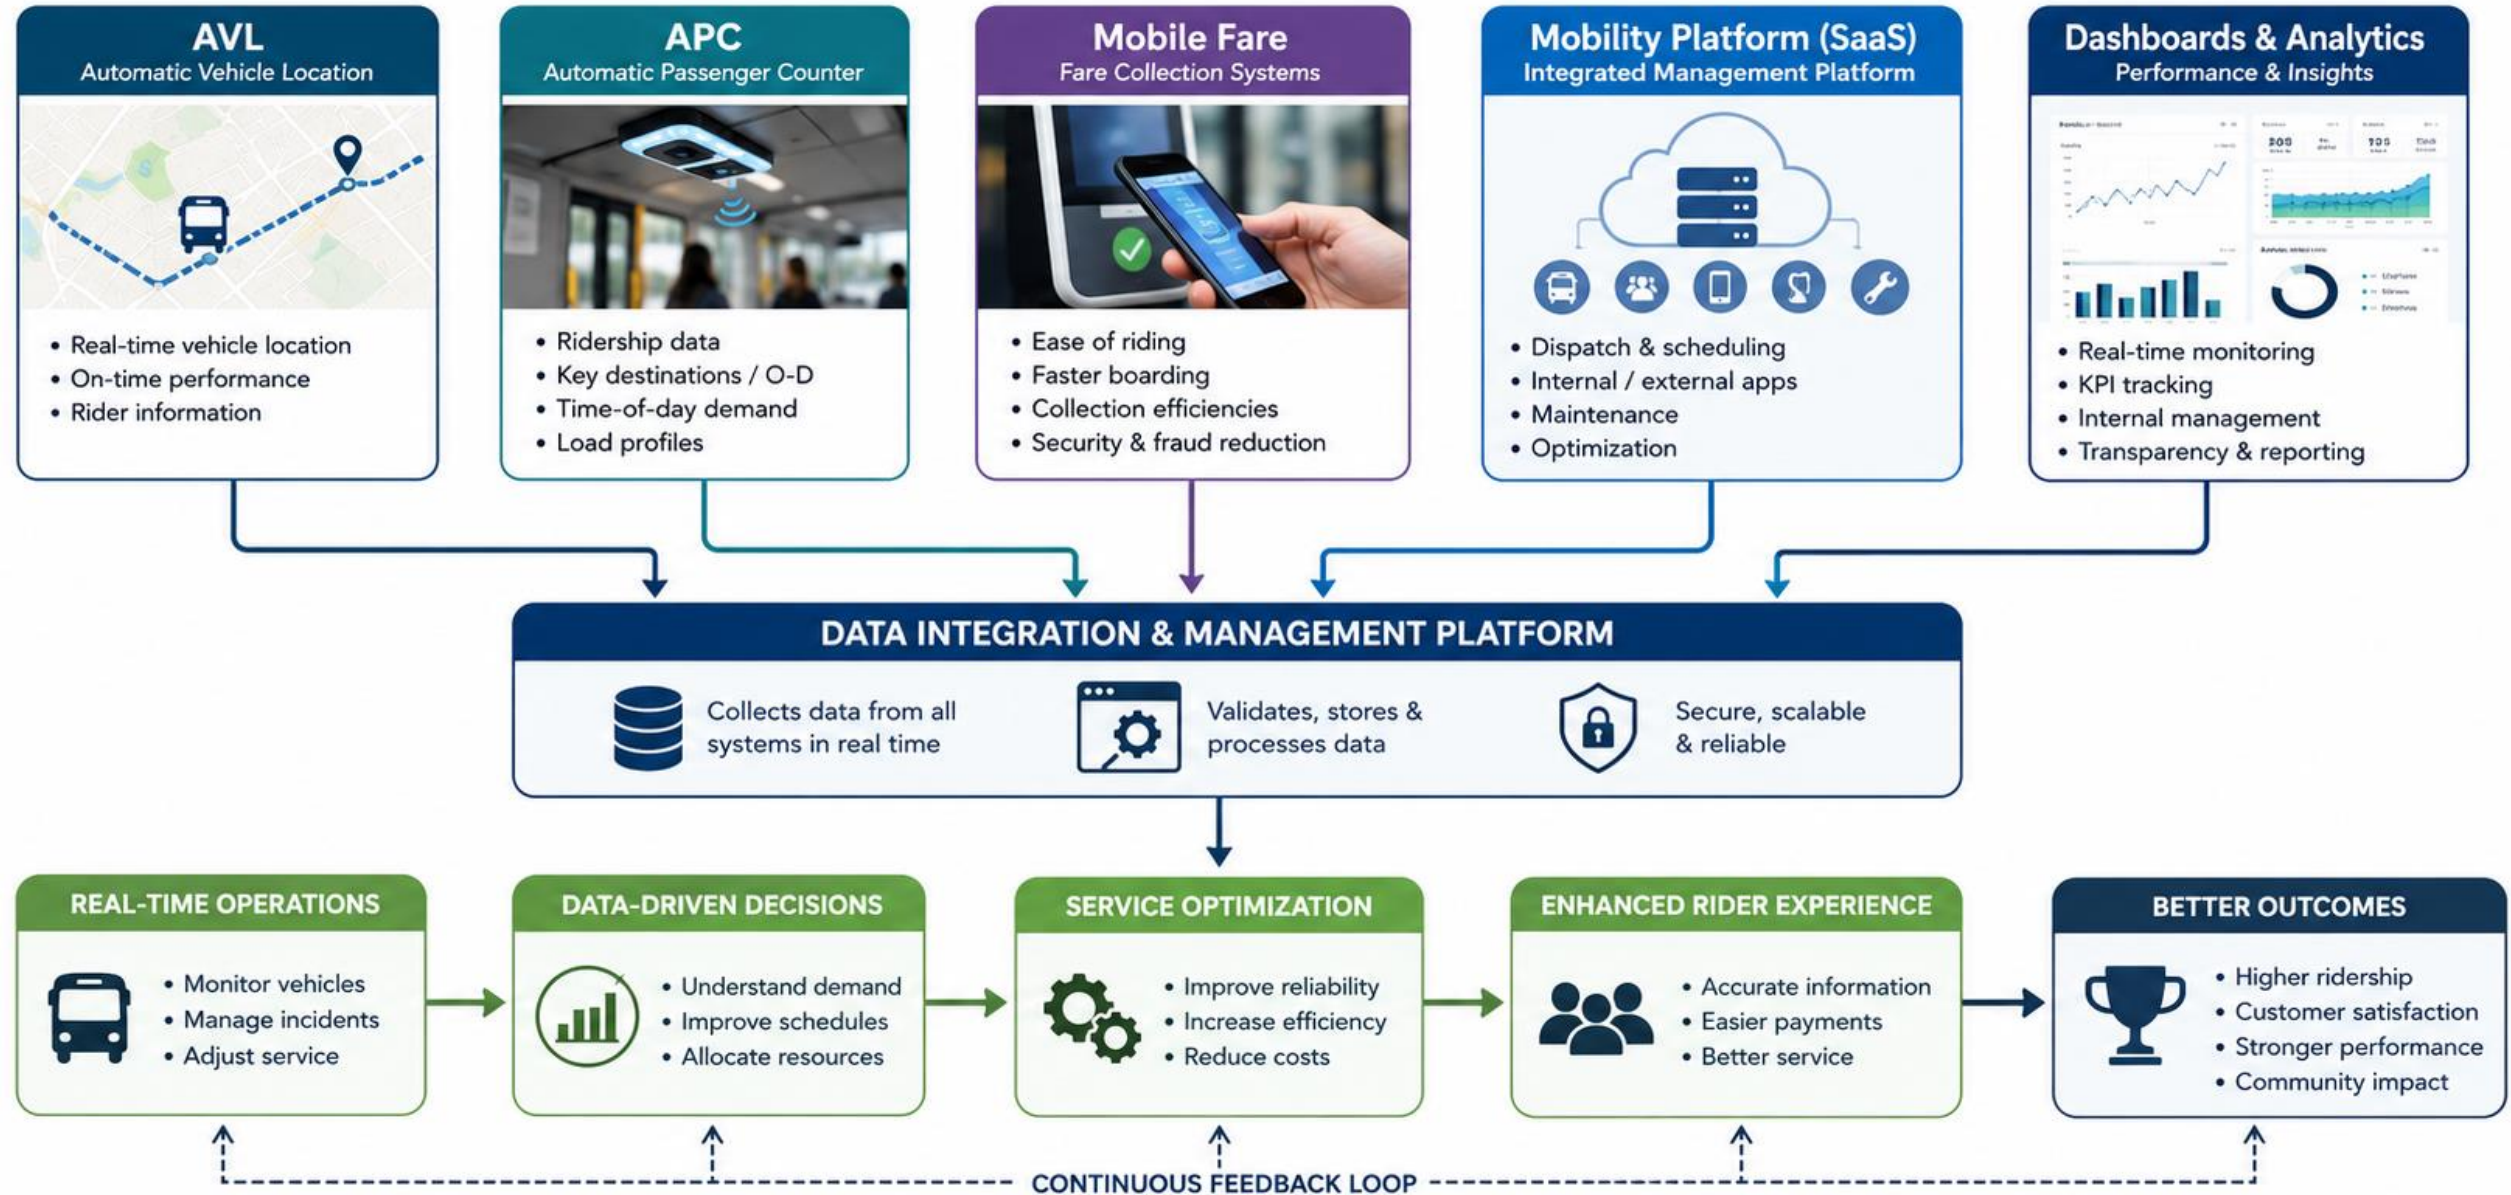 AVL
Automatic Vehicle Location
• Real-time vehicle location
• On-time performance
• Rider information
APC
Automatic Passenger Counter
• Ridership data
• Key destinations / O-D
• Time-of-day demand
• Load profiles
Mobile Fare
Fare Collection Systems
• Ease of riding
• Faster boarding
• Collection efficiencies
• Security & fraud reduction
Mobility Platform (SaaS)
Integrated Management Platform
• Dispatch & scheduling
• Internal / external apps
• Maintenance
• Optimization
Dashboards & Analytics
Performance & Insights
• Real-time monitoring
• KPI tracking
• Internal management
• Transparency & reporting
DATA INTEGRATION & MANAGEMENT PLATFORM
Collects data from all
systems in real time
Validates, stores &
processes data
Secure, scalable
& reliable
REAL-TIME OPERATIONS
• Monitor vehicles
• Manage incidents
• Adjust service
DATA-DRIVEN DECISIONS
• Understand demand
• Improve schedules
• Allocate resources
SERVICE OPTIMIZATION
• Improve reliability
• Increase efficiency
• Reduce costs
ENHANCED RIDER EXPERIENCE
• Accurate information
• Easier payments
• Better service
BETTER OUTCOMES
• Higher ridership
• Customer satisfaction
• Stronger performance
• Community impact
CONTINUOUS FEEDBACK LOOP